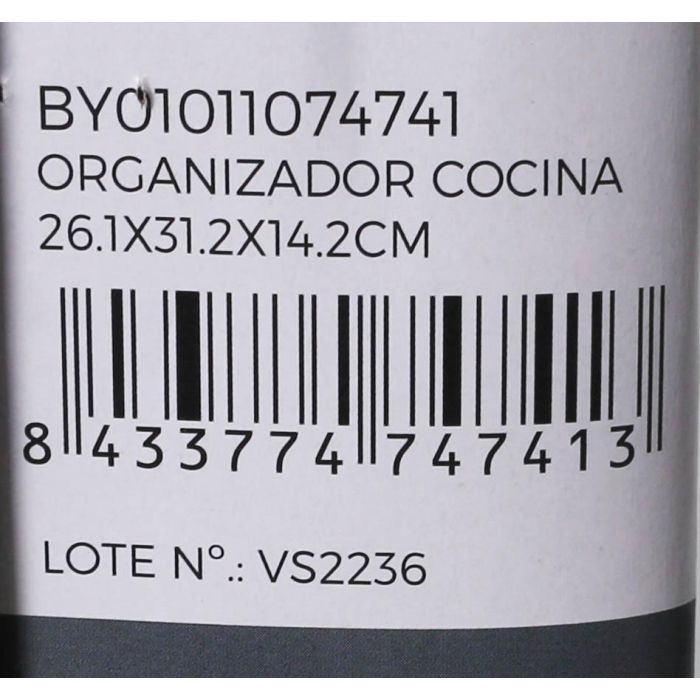 BY01011074741
ORGANIZADOR COCINA
26.1X31.2X14.2CM
8 433774 747413
LOTE Nº.: VS2236